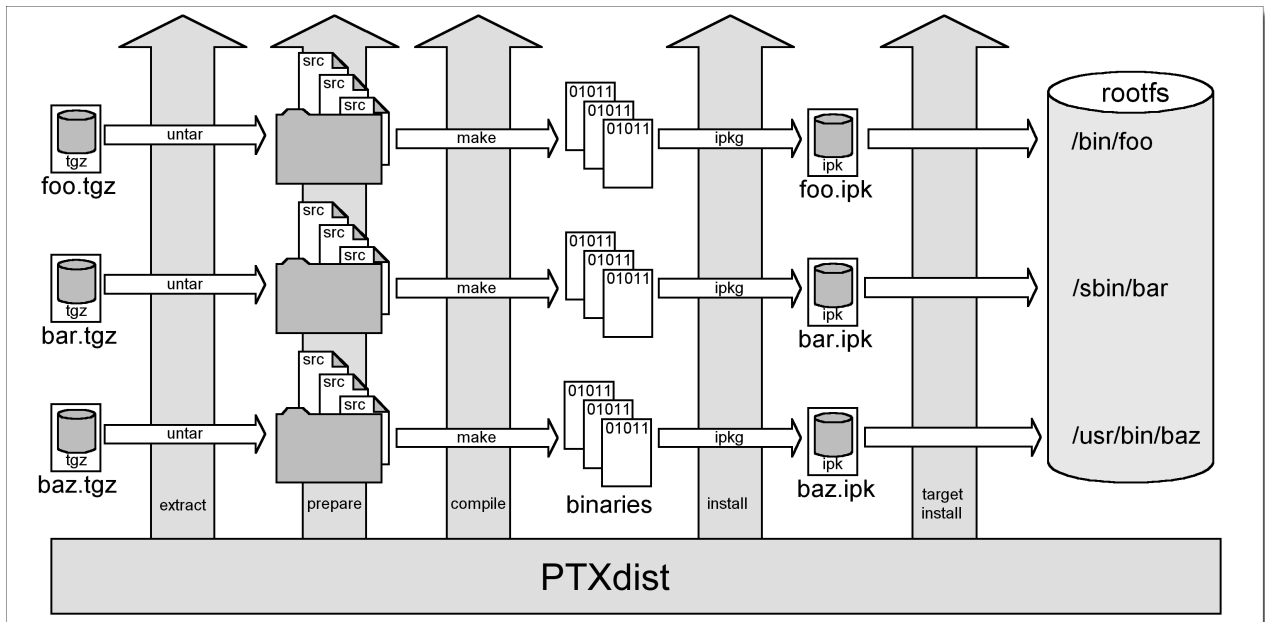 src
src
src
01011
01011
01011
rootfs
tgz
untar
make
ipkg
ipk
/bin/foo
foo.tgz
foo.ipk
src
src
src
01011
01011
01011
tgz
untar
make
ipkg
ipk
/sbin/bar
bar.tgz
bar.ipk
src
src
src
01011
01011
01011
tgz
untar
make
ipkg
ipk
/usr/bin/baz
baz.tgz
binaries
baz.ipk
extract
prepare
compile
install
target
install
PTXdist